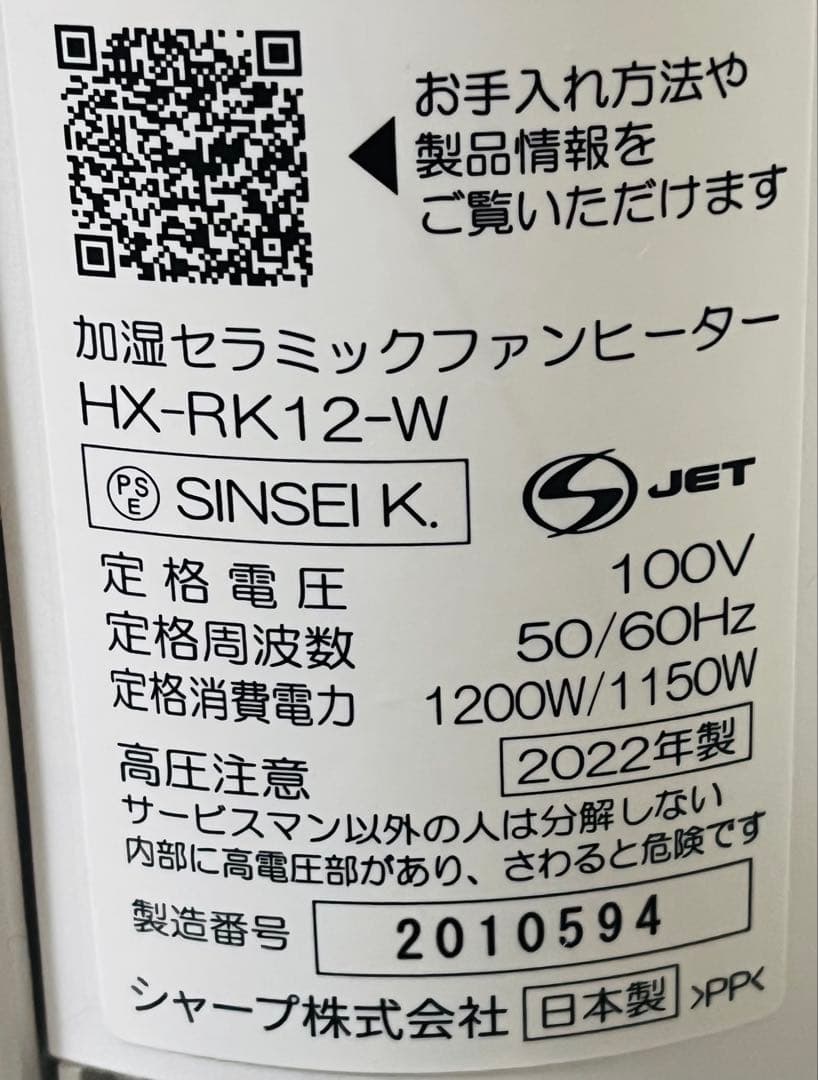 お手入れ方法や
製品情報を
ご覧いただけます
加湿セラミックファンヒーター
HX-RK12-W
PSE SINSEI K.
JET
定格電圧 100V
定格周波数 50/60Hz
定格消費電力 1200W/1150W
2022年製
高圧注意
サービスマン以外の人は分解しない
内部に高電圧部があり、さわると危険です
製造番号 2010594
シャープ株式会社 日本製 >PP<